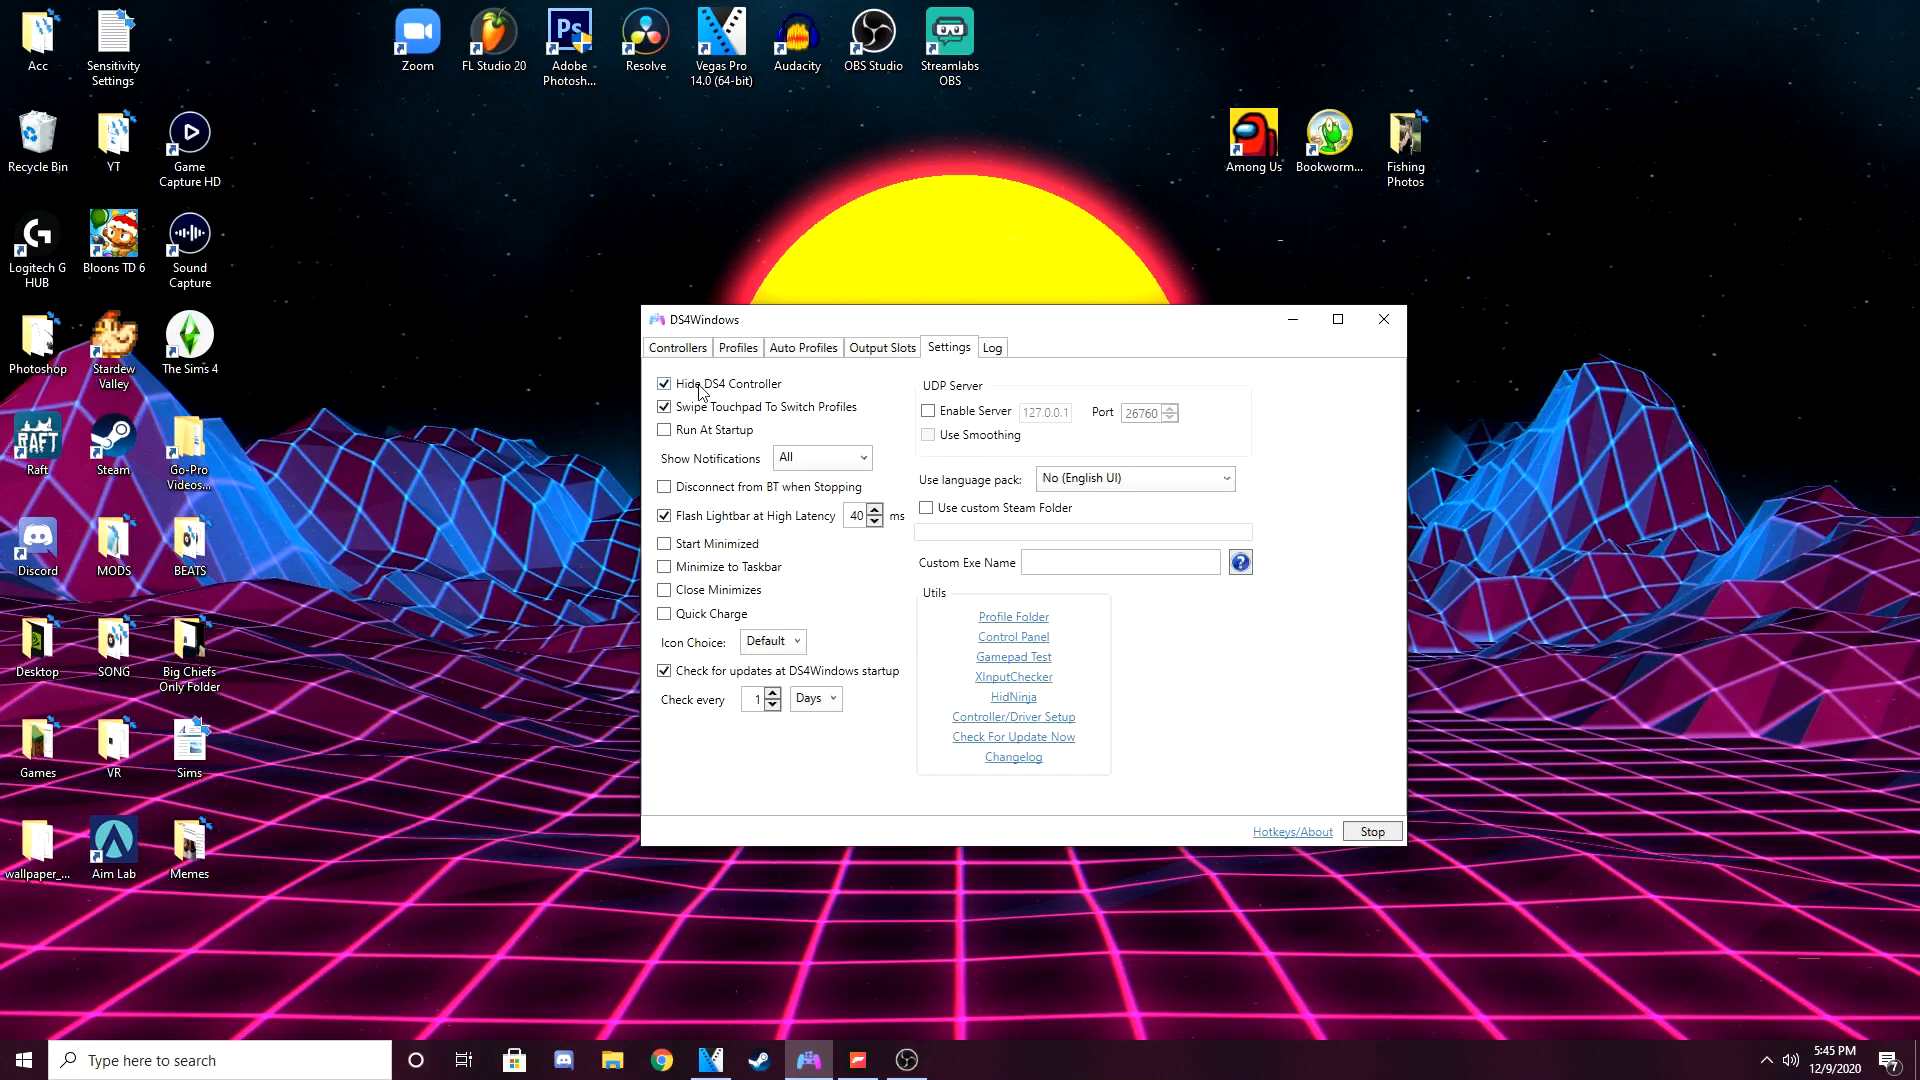 Acc
Sensitivity
Settings
Zoom
FL Studio 20
Adobe
Photosh...
Resolve
Vegas Pro
14.0 (64-bit)
Audacity
OBS Studio
Streamlabs
OBS
Recycle Bin
YT
Game
Capture HD
Among Us
Bookworm...
Fishing
Photos
Logitech G
HUB
Bloons TD 6
Sound
Capture
Photoshop
Stardew
Valley
The Sims 4
RAFT
Raft
Steam
Go-Pro
Videos...
Discord
MODS
BEATS
Desktop
SONG
Big Chiefs
Only Folder
Games
VR
Sims
wallpaper_...
Aim Lab
Memes
DS4Windows
Controllers
Profiles
Auto Profiles
Output Slots
Settings
Log
Hide DS4 Controller
Swipe Touchpad To Switch Profiles
Run At Startup
Show Notifications All
Disconnect from BT when Stopping
Flash Lightbar at High Latency 40 ms
Start Minimized
Minimize to Taskbar
Close Minimizes
Quick Charge
Icon Choice: Default
Check for updates at DS4Windows startup
Check every 1 Days
UDP Server
Enable Server 127.0.0.1 Port 26760
Use Smoothing
Use language pack: No (English UI)
Use custom Steam Folder
Custom Exe Name
Utils
Profile Folder
Control Panel
Gamepad Test
XInputChecker
HidNinja
Controller/Driver Setup
Check For Update Now
Changelog
Hotkeys/About
Stop
Type here to search
5:45 PM
12/9/2020
7